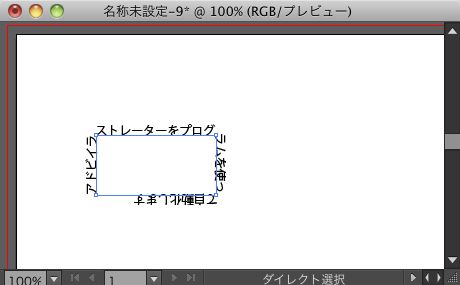 名称未設定-9* @ 100% (RGB/プレビュー)
アドビイラ
ストレーターをプログ
ラムを使っ
て自動化します
100%
1
ダイレクト選択